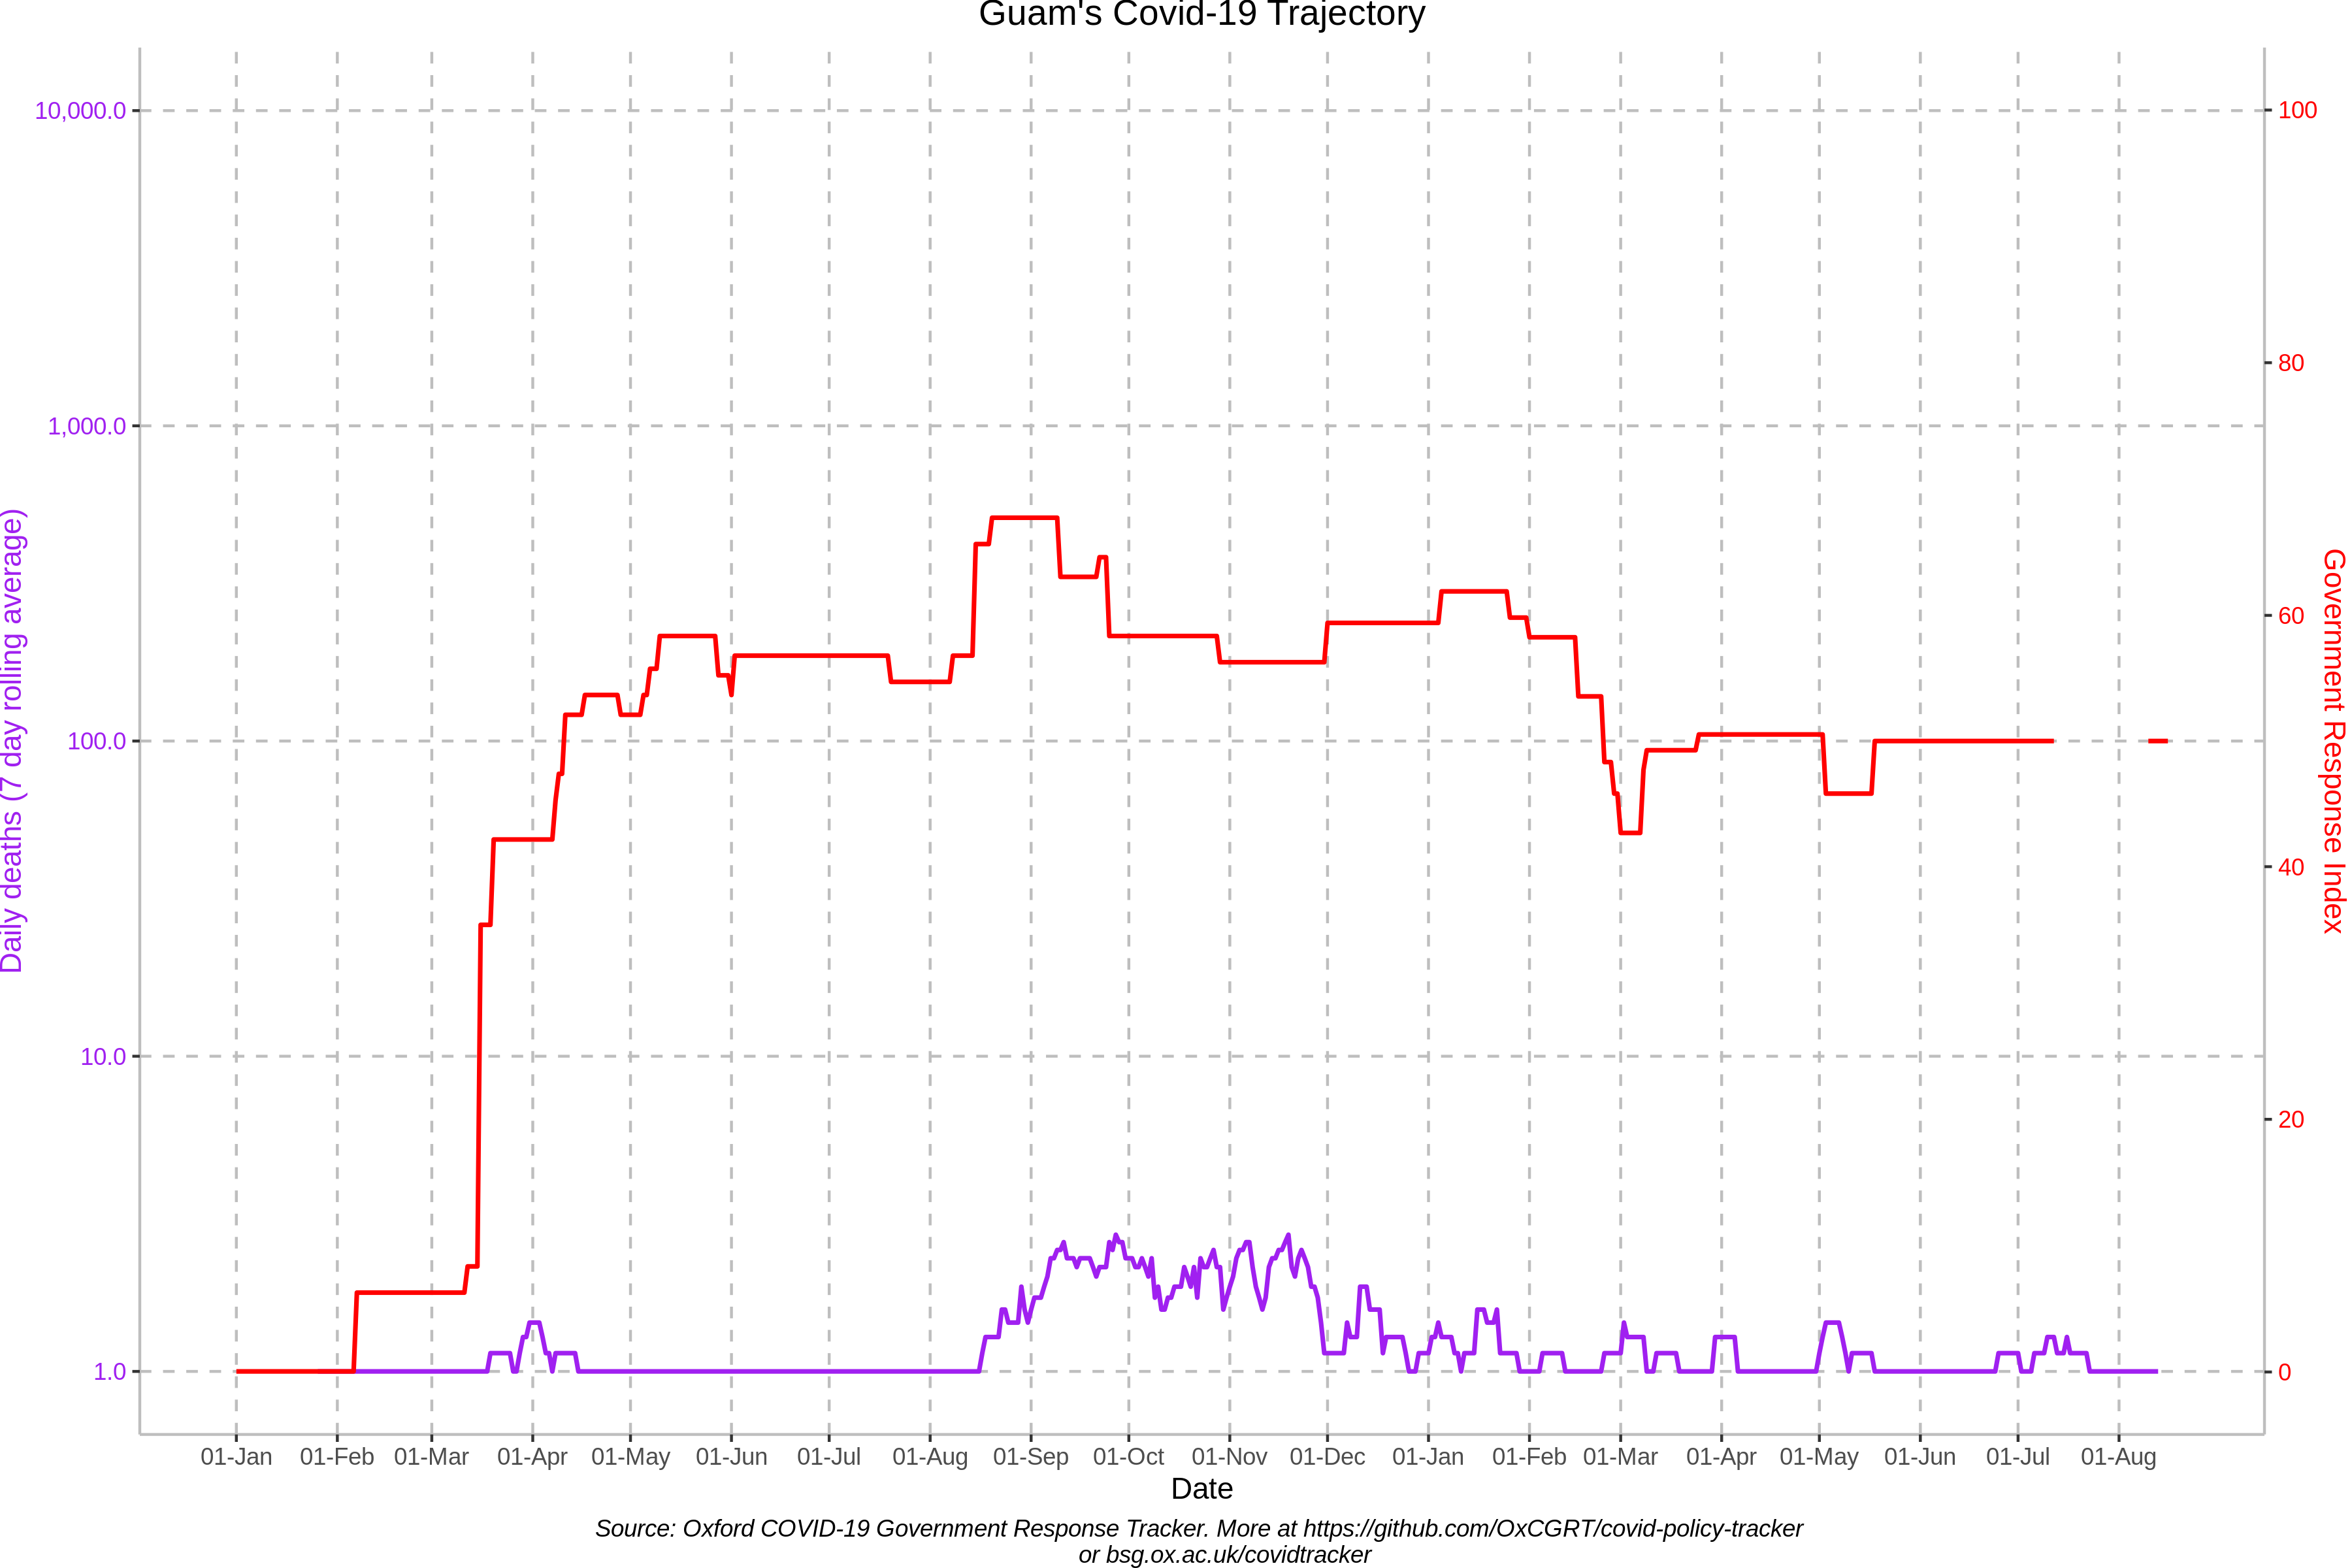 Guam's Covid-19 Trajectory
10,000.0
1,000.0
100.0
10.0
1.0
Daily deaths (7 day rolling average)
100
80
60
40
20
0
Government Response Index
01-Jan 01-Feb 01-Mar 01-Apr 01-May 01-Jun 01-Jul 01-Aug 01-Sep 01-Oct 01-Nov 01-Dec 01-Jan 01-Feb 01-Mar 01-Apr 01-May 01-Jun 01-Jul 01-Aug
Date
Source: Oxford COVID-19 Government Response Tracker. More at https://github.com/OxCGRT/covid-policy-tracker
or bsg.ox.ac.uk/covidtracker